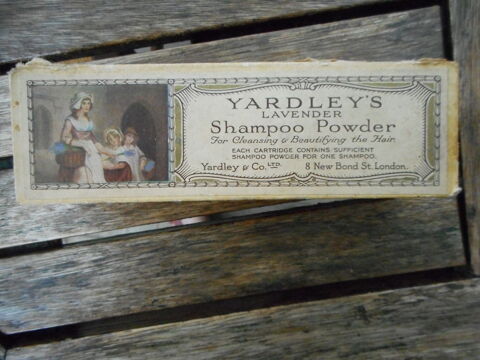 YARDLEY'S
LAVENDER
Shampoo Powder
For Cleansing & Beautifying the Hair.
EACH CARTRIDGE CONTAINS SUFFICIENT
SHAMPOO POWDER FOR ONE SHAMPOO.
Yardley & Co. LTD. 8 New Bond St. London.